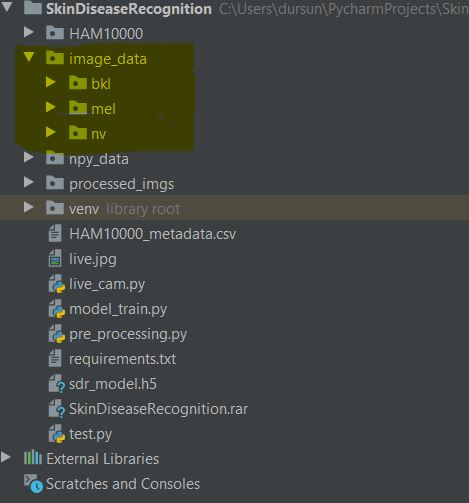 SkinDiseaseRecognition C:\Users\dursun\PycharmProjects\Skin
HAM10000
image_data
bkl
mel
nv
npy_data
processed_imgs
venv library root
HAM10000_metadata.csv
live.jpg
live_cam.py
model_train.py
pre_processing.py
requirements.txt
sdr_model.h5
SkinDiseaseRecognition.rar
test.py
External Libraries
Scratches and Consoles